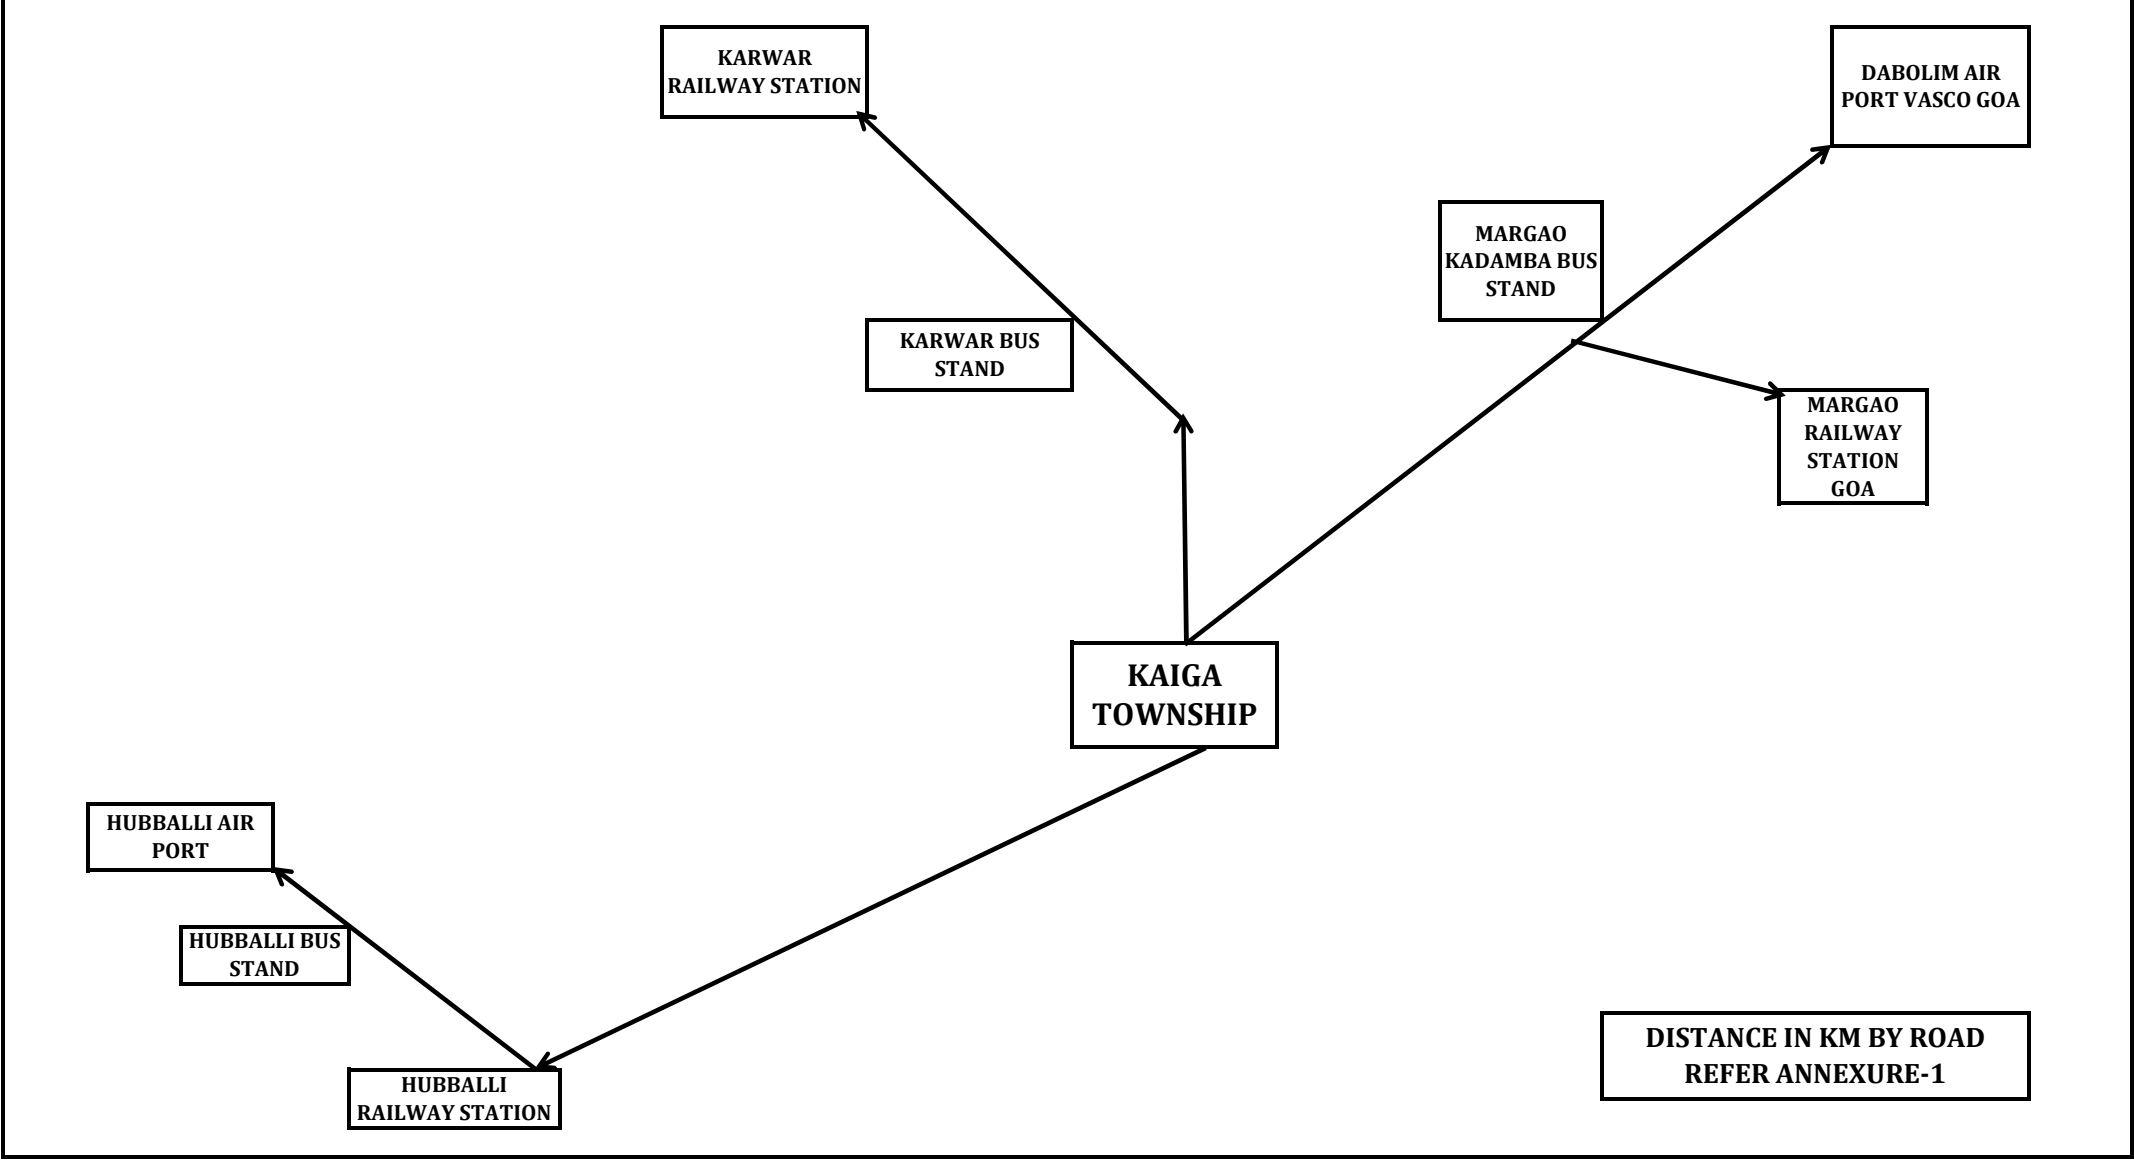 KARWAR
RAILWAY STATION
DABOLIM AIR
PORT VASCO GOA
MARGAO
KADAMBA BUS
STAND
KARWAR BUS
STAND
MARGAO
RAILWAY
STATION
GOA
KAIGA
TOWNSHIP
HUBBALLI AIR
PORT
HUBBALLI BUS
STAND
HUBBALLI
RAILWAY STATION
DISTANCE IN KM BY ROAD
REFER ANNEXURE-1